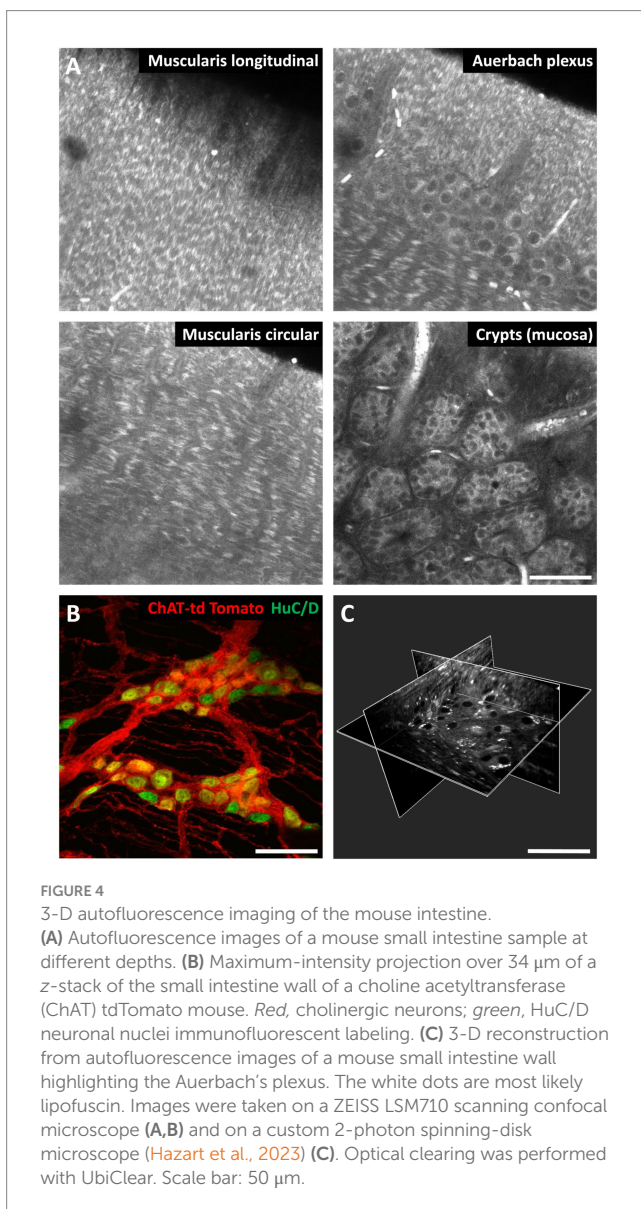 A
Muscularis longitudinal
Auerbach plexus
Muscularis circular
Crypts (mucosa)
B
ChAT-td Tomato HuC/D
C
FIGURE 4
3-D autofluorescence imaging of the mouse intestine.
(A) Autofluorescence images of a mouse small intestine sample at
different depths. (B) Maximum-intensity projection over 34 μm of a
z-stack of the small intestine wall of a choline acetyltransferase
(ChAT) tdTomato mouse. Red, cholinergic neurons; green, HuC/D
neuronal nuclei immunofluorescent labeling. (C) 3-D reconstruction
from autofluorescence images of a mouse small intestine wall
highlighting the Auerbach’s plexus. The white dots are most likely
lipofuscin. Images were taken on a ZEISS LSM710 scanning confocal
microscope (A,B) and on a custom 2-photon spinning-disk
microscope (Hazart et al., 2023) (C). Optical clearing was performed
with UbiClear. Scale bar: 50 μm.